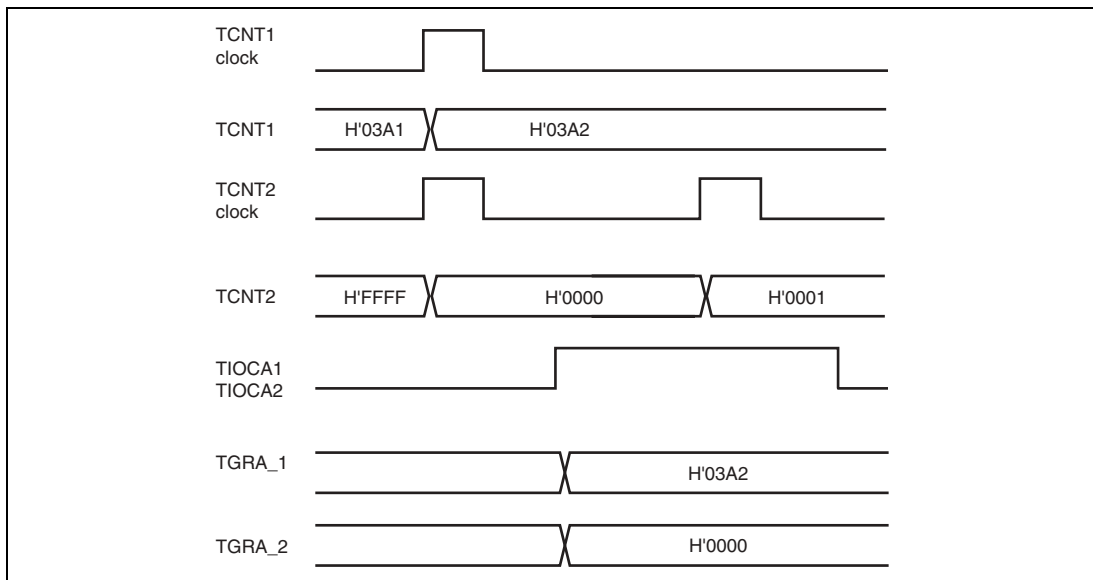 TCNT1
clock
TCNT1
H'03A1
H'03A2
TCNT2
clock
TCNT2
H'FFFF
H'0000
H'0001
TIOCA1
TIOCA2
TGRA_1
H'03A2
TGRA_2
H'0000